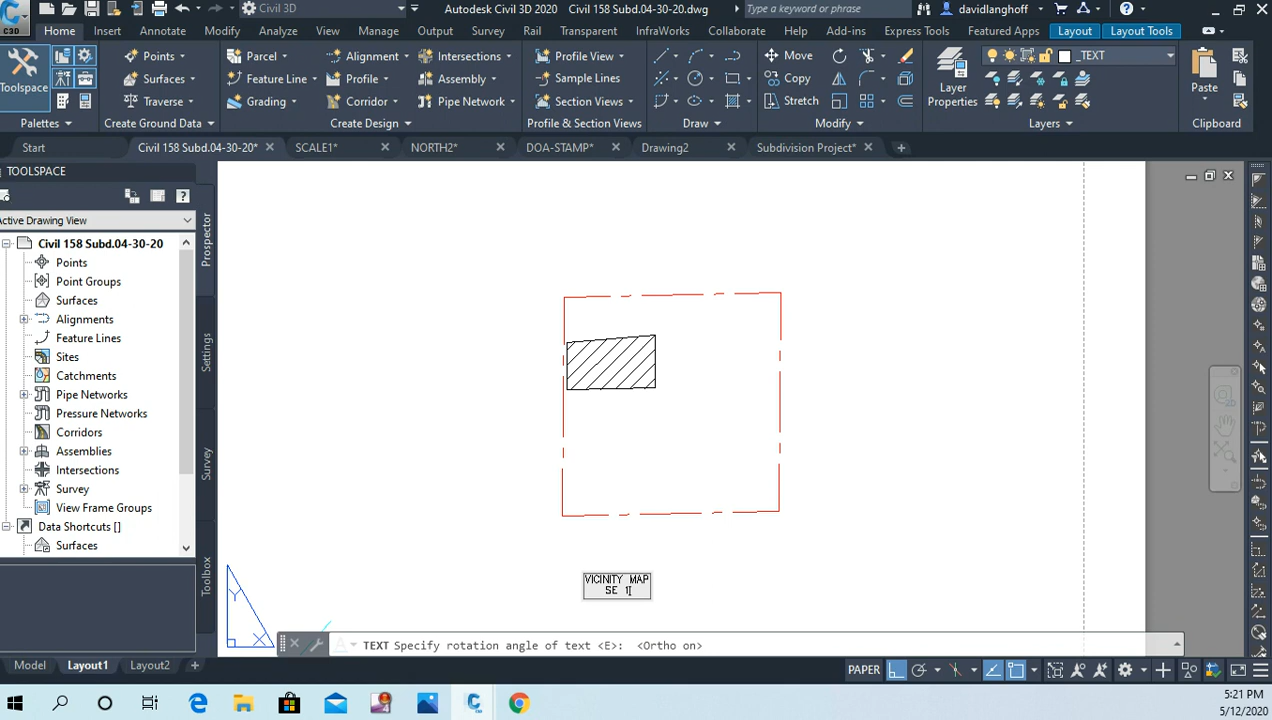 Civil 3D
Autodesk Civil 3D 2020 Civil 158 Subd.04-30-20.dwg
Type a keyword or phrase
davidlanghoff
C3D
Home Insert Annotate Modify Analyze View Manage Output Survey Rail Transparent InfraWorks Collaborate Help Add-ins Express Tools Featured Apps Layout Layout Tools
Toolspace
Points
Surfaces
Traverse
Parcel
Feature Line
Grading
Alignment
Profile
Corridor
Intersections
Assembly
Pipe Network
Profile View
Sample Lines
Section Views
Move
Copy
Stretch
Layer
Properties
_TEXT
Paste
Palettes
Create Ground Data
Create Design
Profile & Section Views
Draw
Modify
Layers
Clipboard
Start Civil 158 Subd.04-30-20* SCALE1* NORTH2* DOA-STAMP* Drawing2 Subdivision Project*
TOOLSPACE
Active Drawing View
Civil 158 Subd.04-30-20
Points
Point Groups
Surfaces
Alignments
Feature Lines
Sites
Catchments
Pipe Networks
Pressure Networks
Corridors
Assemblies
Intersections
Survey
View Frame Groups
Data Shortcuts []
Surfaces
Prospector
Settings
Survey
Toolbox
VICINITY MAP
SE 1
Y
X
TEXT Specify rotation angle of text <E>: <Ortho on>
Model Layout1 Layout2
PAPER
5:21 PM
5/12/2020